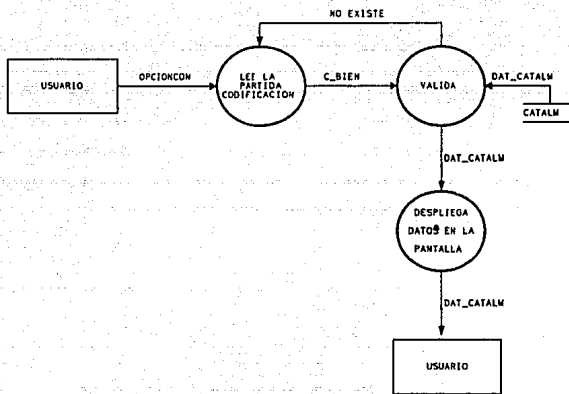 NO EXISTE
USUARIO
OPCIONCON
LEE LA
PARTIDA
CODIFICACION
C_BIEN
VALIDA
DAT_CATALM
CATALM
DAT_CATALM
DESPLIEGA
DATOS EN LA
PANTALLA
DAT_CATALM
USUARIO